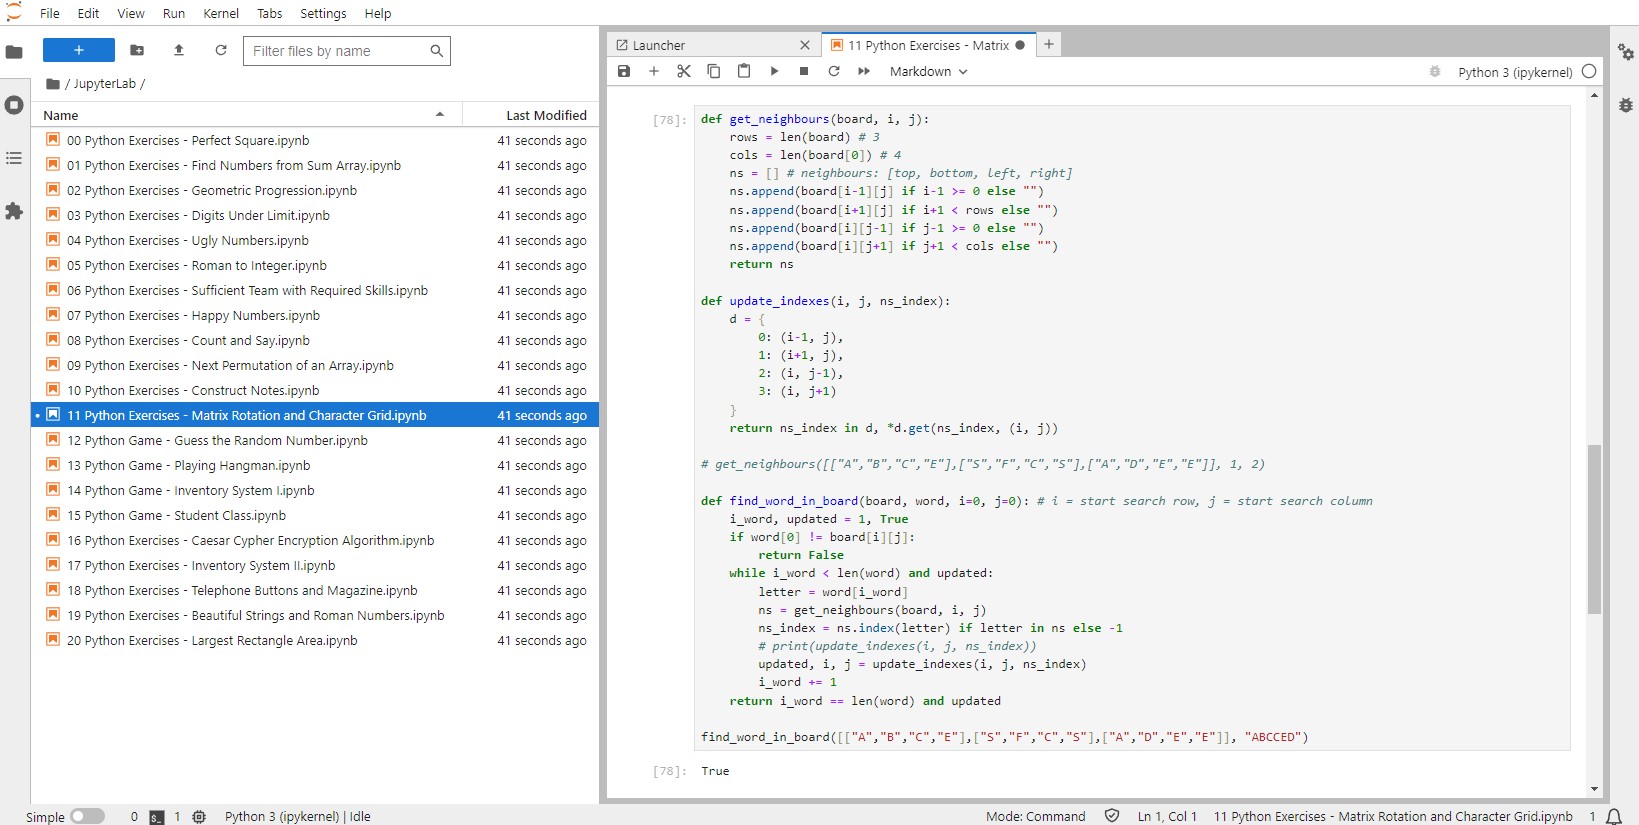 File Edit View Run Kernel Tabs Settings Help
+
Filter files by name
/ JupyterLab /
Name Last Modified
00 Python Exercises - Perfect Square.ipynb 41 seconds ago
01 Python Exercises - Find Numbers from Sum Array.ipynb 41 seconds ago
02 Python Exercises - Geometric Progression.ipynb 41 seconds ago
03 Python Exercises - Digits Under Limit.ipynb 41 seconds ago
04 Python Exercises - Ugly Numbers.ipynb 41 seconds ago
05 Python Exercises - Roman to Integer.ipynb 41 seconds ago
06 Python Exercises - Sufficient Team with Required Skills.ipynb 41 seconds ago
07 Python Exercises - Happy Numbers.ipynb 41 seconds ago
08 Python Exercises - Count and Say.ipynb 41 seconds ago
09 Python Exercises - Next Permutation of an Array.ipynb 41 seconds ago
10 Python Exercises - Construct Notes.ipynb 41 seconds ago
11 Python Exercises - Matrix Rotation and Character Grid.ipynb 41 seconds ago
12 Python Game - Guess the Random Number.ipynb 41 seconds ago
13 Python Game - Playing Hangman.ipynb 41 seconds ago
14 Python Game - Inventory System I.ipynb 41 seconds ago
15 Python Game - Student Class.ipynb 41 seconds ago
16 Python Exercises - Caesar Cypher Encryption Algorithm.ipynb 41 seconds ago
17 Python Exercises - Inventory System II.ipynb 41 seconds ago
18 Python Exercises - Telephone Buttons and Magazine.ipynb 41 seconds ago
19 Python Exercises - Beautiful Strings and Roman Numbers.ipynb 41 seconds ago
20 Python Exercises - Largest Rectangle Area.ipynb 41 seconds ago
Launcher
11 Python Exercises - Matrix
Markdown
Python 3 (ipykernel)
[78]: def get_neighbours(board, i, j):
    rows = len(board) # 3
    cols = len(board[0]) # 4
    ns = [] # neighbours: [top, bottom, left, right]
    ns.append(board[i-1][j] if i-1 >= 0 else "")
    ns.append(board[i+1][j] if i+1 < rows else "")
    ns.append(board[i][j-1] if j-1 >= 0 else "")
    ns.append(board[i][j+1] if j+1 < cols else "")
    return ns
def update_indexes(i, j, ns_index):
    d = {
        0: (i-1, j),
        1: (i+1, j),
        2: (i, j-1),
        3: (i, j+1)
    }
    return ns_index in d, *d.get(ns_index, (i, j))
# get_neighbours([["A","B","C","E"],["S","F","C","S"],["A","D","E","E"]], 1, 2)
def find_word_in_board(board, word, i=0, j=0): # i = start search row, j = start search column
    i_word, updated = 1, True
    if word[0] != board[i][j]:
        return False
    while i_word < len(word) and updated:
        letter = word[i_word]
        ns = get_neighbours(board, i, j)
        ns_index = ns.index(letter) if letter in ns else -1
        # print(update_indexes(i, j, ns_index))
        updated, i, j = update_indexes(i, j, ns_index)
        i_word += 1
    return i_word == len(word) and updated
find_word_in_board([["A","B","C","E"],["S","F","C","S"],["A","D","E","E"]], "ABCCED")
[78]: True
Simple 0 1 Python 3 (ipykernel) | Idle Mode: Command Ln 1, Col 1 11 Python Exercises - Matrix Rotation and Character Grid.ipynb 1